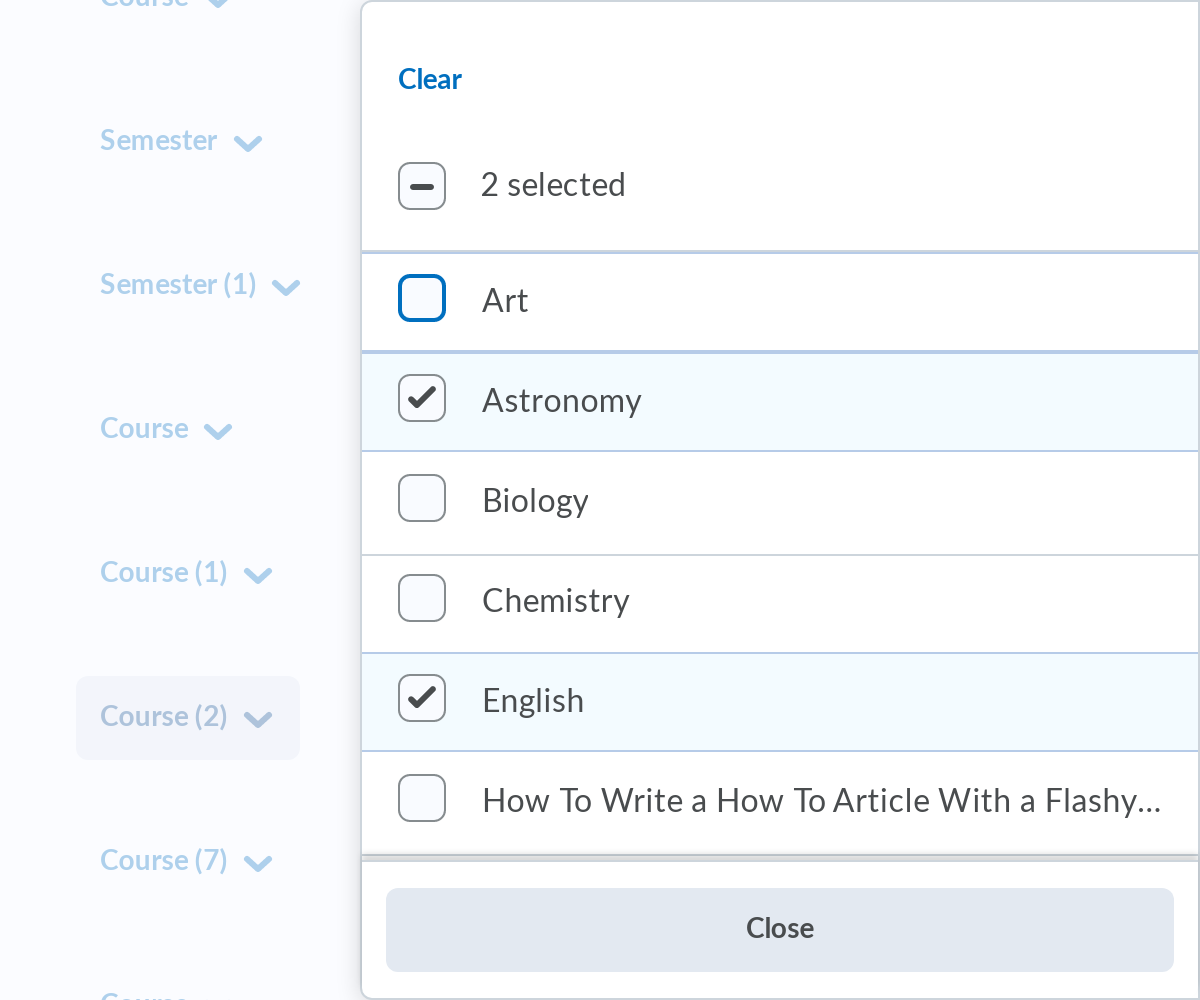 Course
Semester
Semester (1)
Course
Course (1)
Course (2)
Course (7)
Course
Clear
2 selected
Art
Astronomy
Biology
Chemistry
English
How To Write a How To Article With a Flashy...
Close